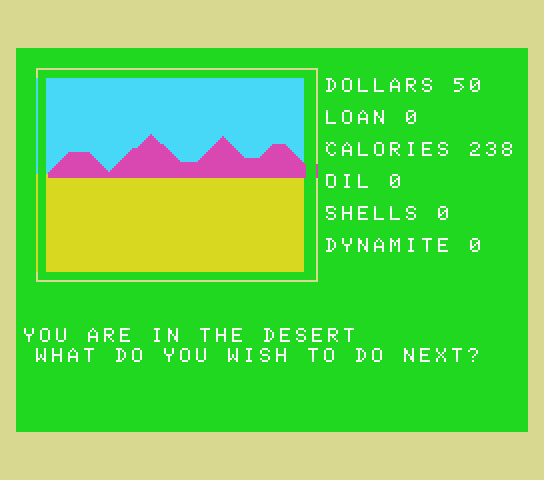 DOLLARS 50
LOAN 0
CALORIES 238
OIL 0
SHELLS 0
DYNAMITE 0
YOU ARE IN THE DESERT
WHAT DO YOU WISH TO DO NEXT?